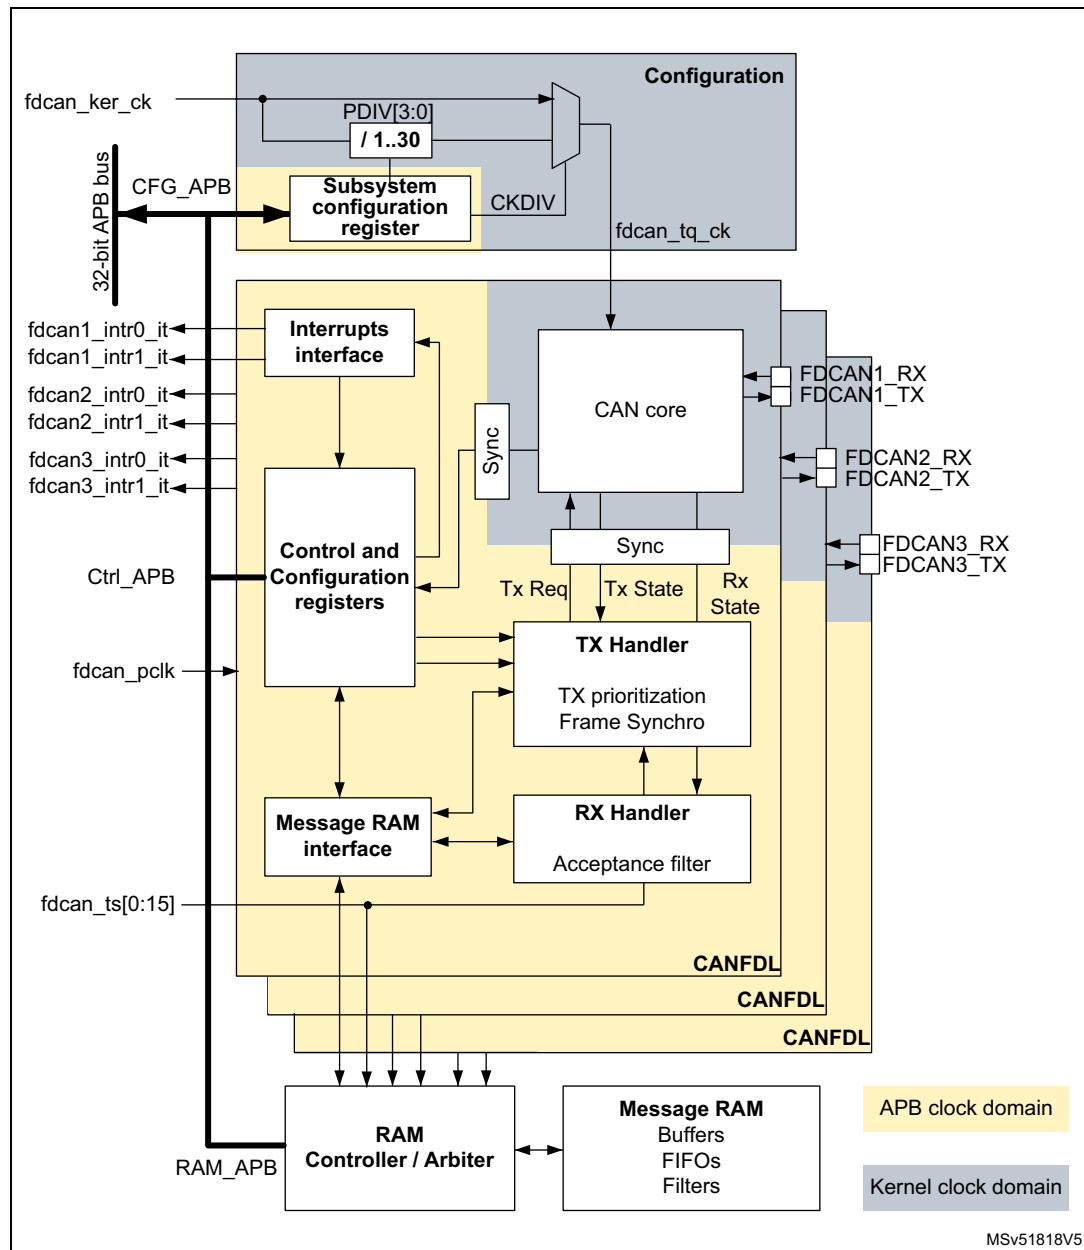 Configuration
fdcan_ker_ck
PDIV[3:0]
/ 1..30
CFG_APB
Subsystem
configuration
register
CKDIV
fdcan_tq_ck
32-bit APB bus
fdcan1_intr0_it
fdcan1_intr1_it
fdcan2_intr0_it
fdcan2_intr1_it
fdcan3_intr0_it
fdcan3_intr1_it
Interrupts
interface
CAN core
Sync
FDCAN1_RX
FDCAN1_TX
FDCAN2_RX
FDCAN2_TX
FDCAN3_RX
FDCAN3_TX
Sync
Control and
Configuration
registers
Ctrl_APB
Tx Req
Tx State
Rx
State
fdcan_pclk
TX Handler
TX prioritization
Frame Synchro
Message RAM
interface
RX Handler
Acceptance filter
fdcan_ts[0:15]
CANFDL
CANFDL
CANFDL
RAM
Controller / Arbiter
RAM_APB
Message RAM
Buffers
FIFOs
Filters
APB clock domain
Kernel clock domain
MSv51818V5